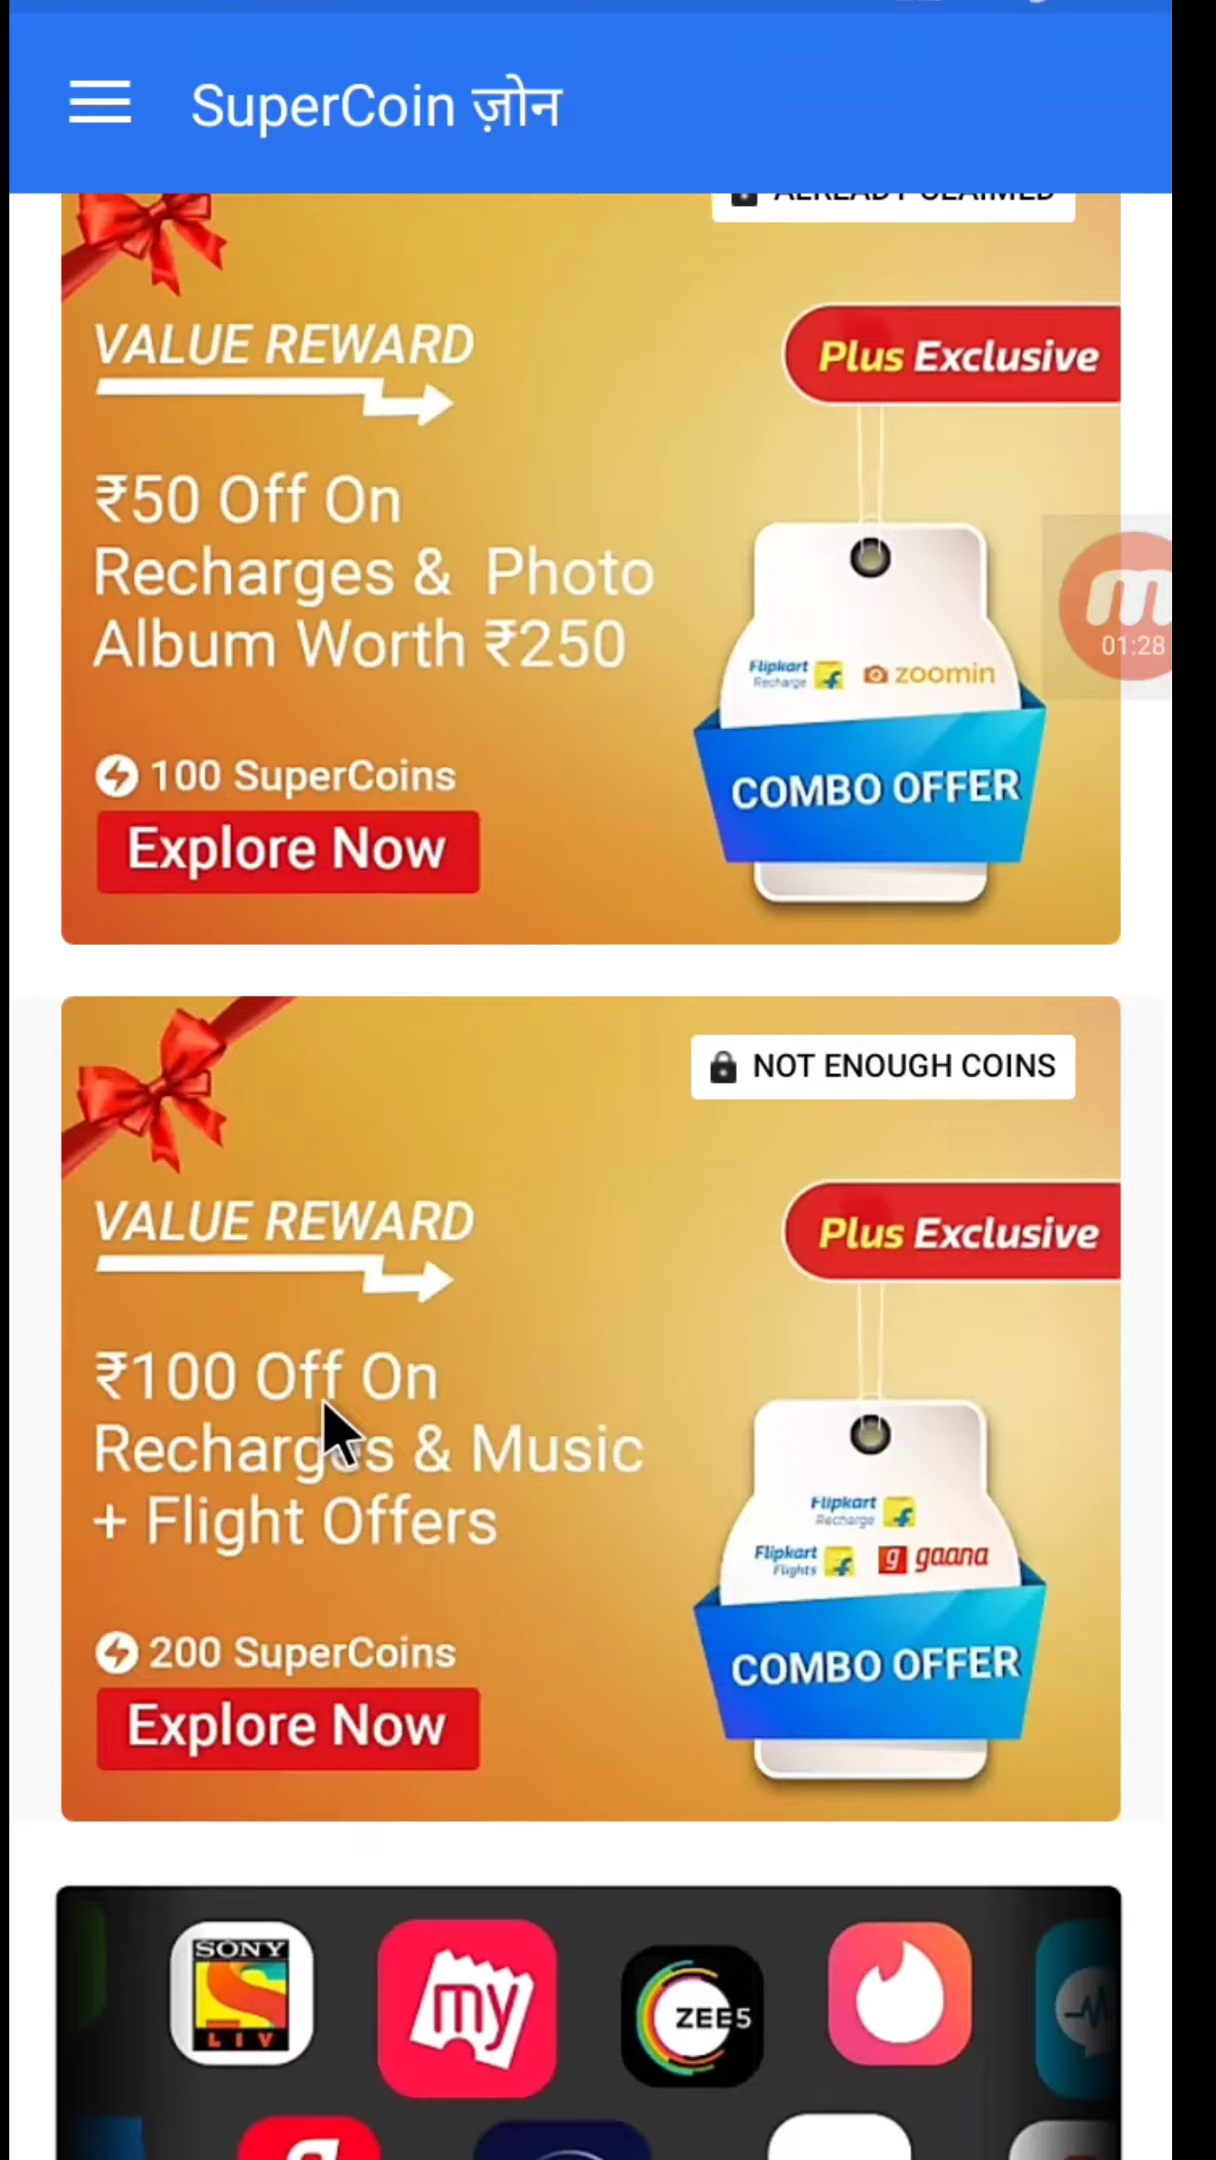 SuperCoin ज़ोन
ALREADY CLAIMED
VALUE REWARD
Plus Exclusive
₹50 Off On
Recharges & Photo
Album Worth ₹250
Flipkart
Recharge
zoomin
01:28
100 SuperCoins
COMBO OFFER
Explore Now
NOT ENOUGH COINS
VALUE REWARD
Plus Exclusive
₹100 Off On
Recharges & Music
+ Flight Offers
Flipkart
Recharge
Flipkart
Flights
gaana
200 SuperCoins
COMBO OFFER
Explore Now
SONY
LIV
my
ZEE5